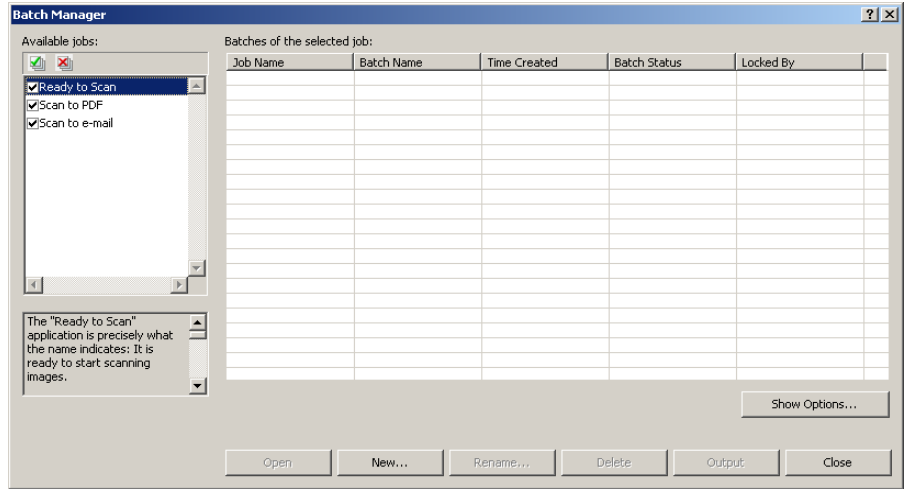 Batch Manager
Available jobs:
Ready to Scan
Scan to PDF
Scan to e-mail
The "Ready to Scan"
application is precisely what
the name indicates: It is
ready to start scanning
images.
Batches of the selected job:
Job Name Batch Name Time Created Batch Status Locked By
Show Options...
Open New... Rename... Delete Output Close